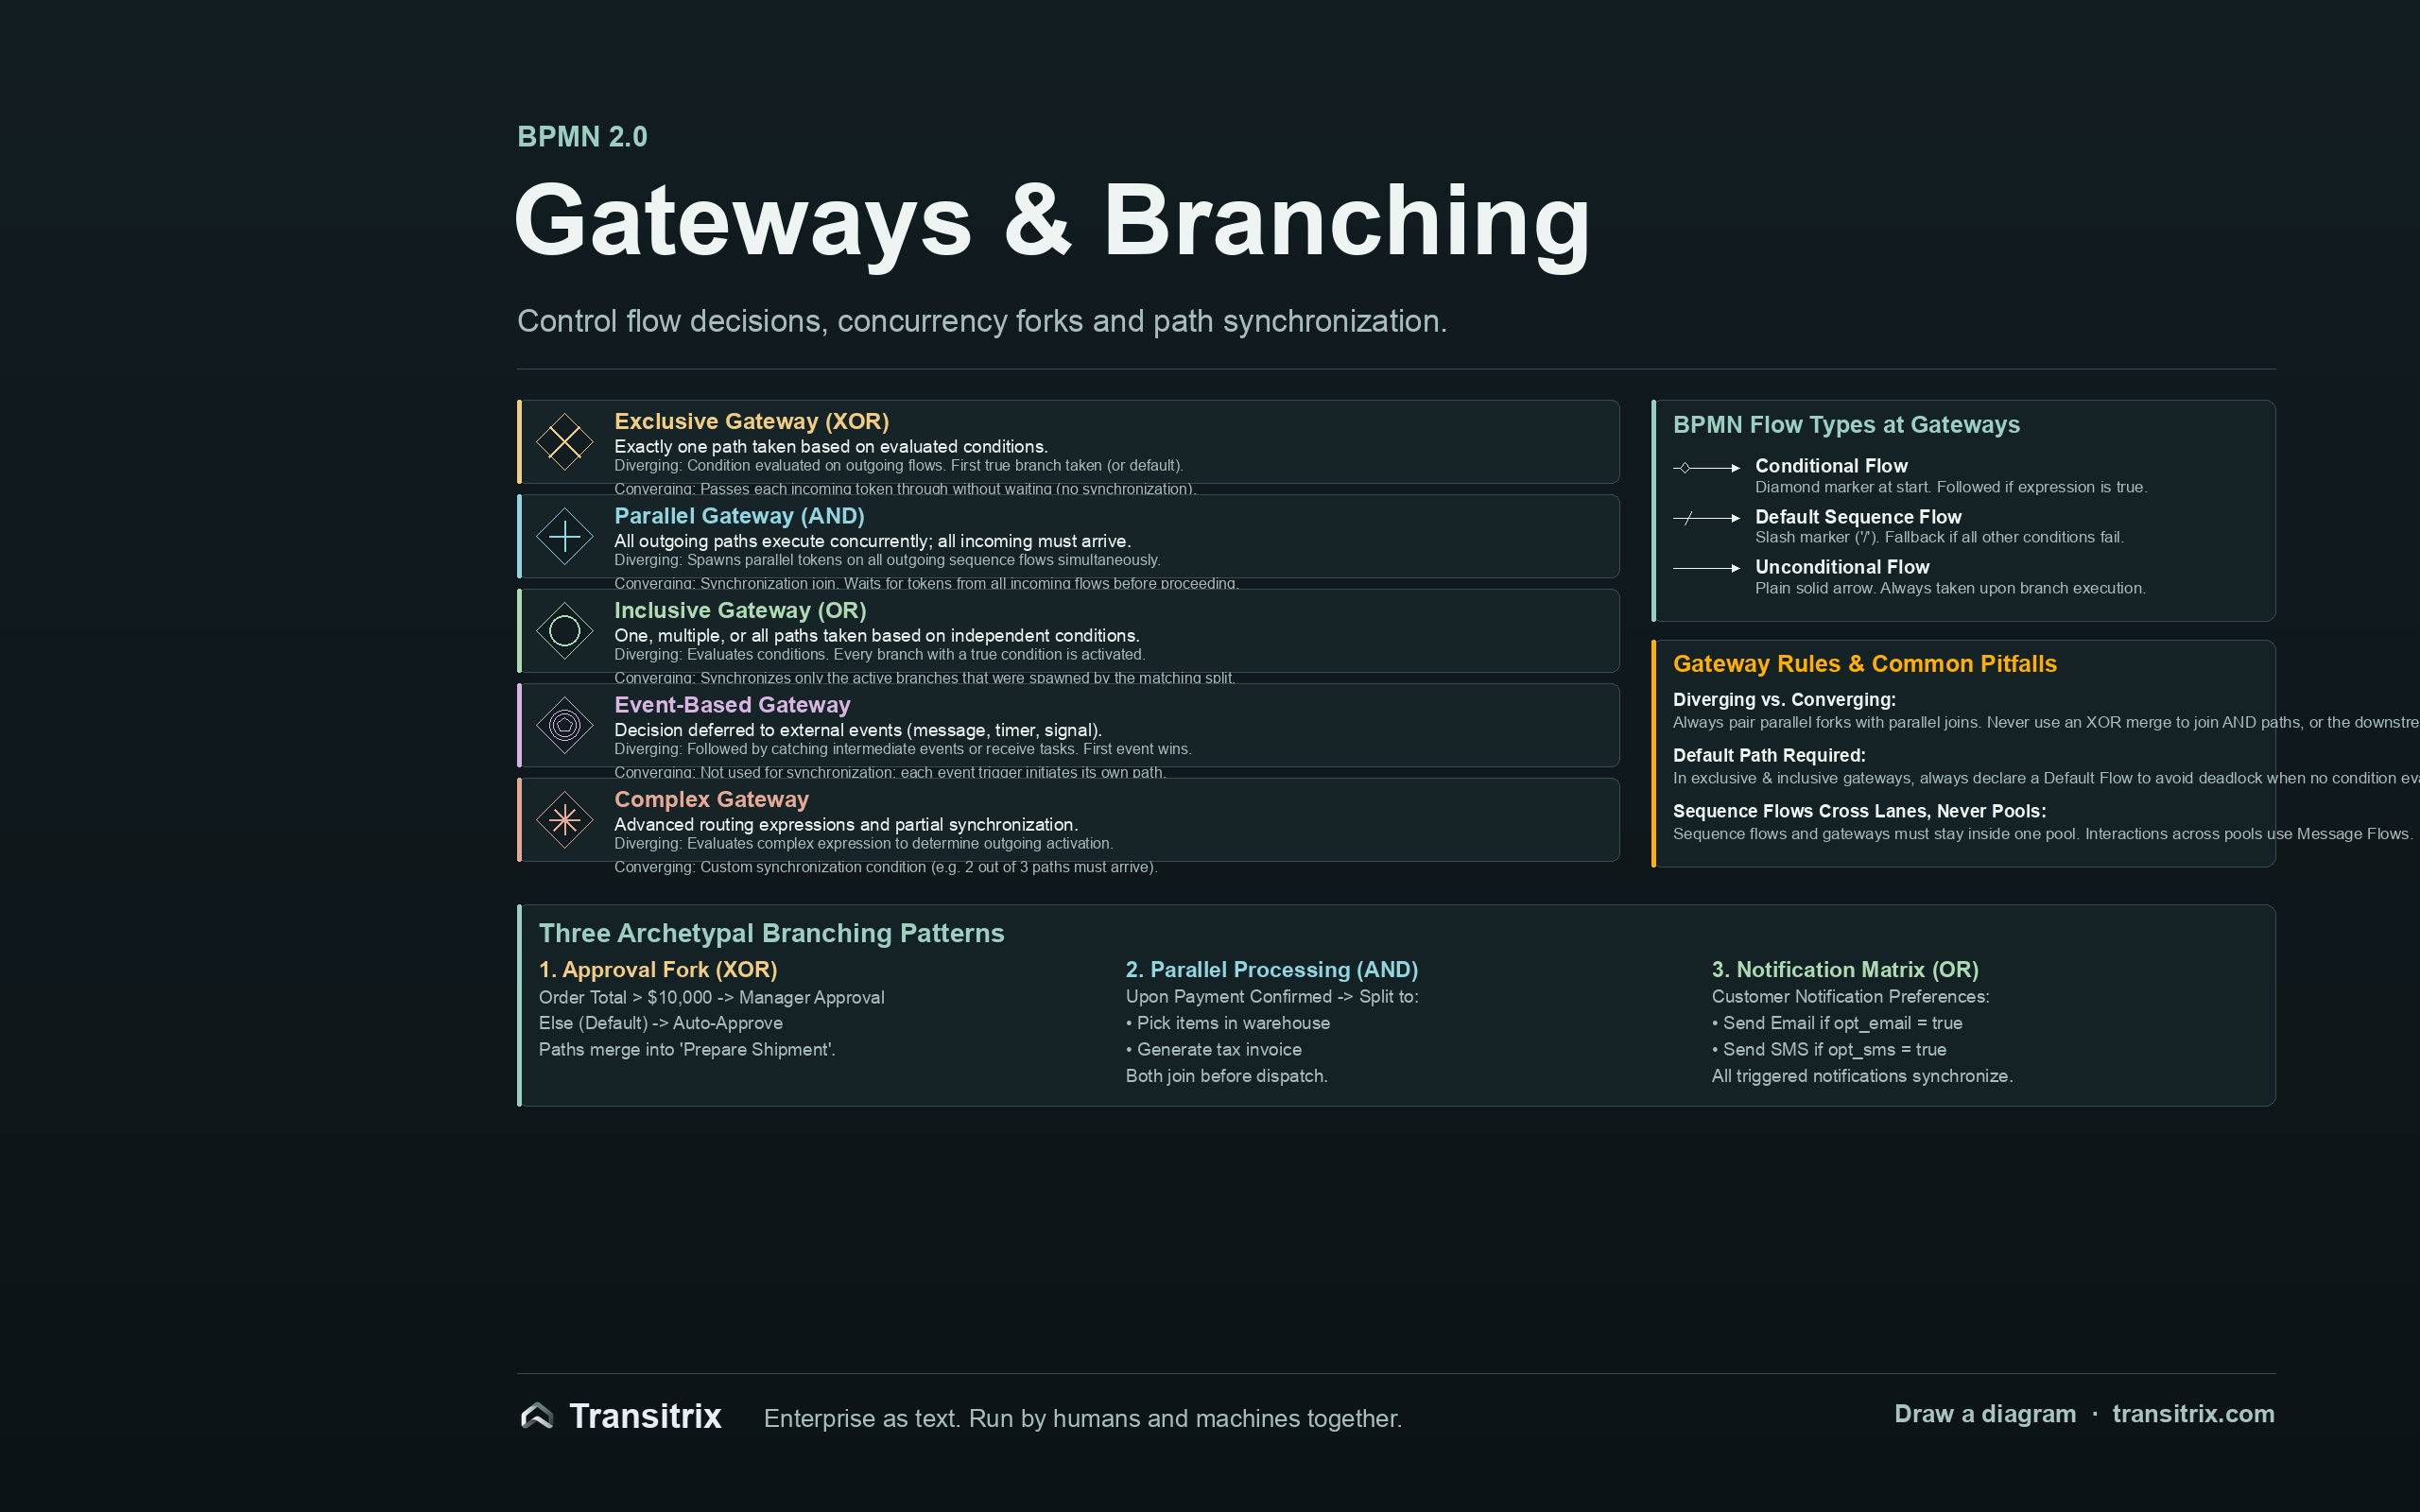 BPMN 2.0
Gateways & Branching
Control flow decisions, concurrency forks and path synchronization.
Exclusive Gateway (XOR)
Exactly one path taken based on evaluated conditions.
Diverging: Condition evaluated on outgoing flows. First true branch taken (or default).
Converging: Passes each incoming token through without waiting (no synchronization).
Parallel Gateway (AND)
All outgoing paths execute concurrently; all incoming must arrive.
Diverging: Spawns parallel tokens on all outgoing sequence flows simultaneously.
Converging: Synchronization join. Waits for tokens from all incoming flows before proceeding.
Inclusive Gateway (OR)
One, multiple, or all paths taken based on independent conditions.
Diverging: Evaluates conditions. Every branch with a true condition is activated.
Converging: Synchronizes only the active branches that were spawned by the matching split.
Event-Based Gateway
Decision deferred to external events (message, timer, signal).
Diverging: Followed by catching intermediate events or receive tasks. First event wins.
Converging: Not used for synchronization; each event trigger initiates its own path.
Complex Gateway
Advanced routing expressions and partial synchronization.
Diverging: Evaluates complex expression to determine outgoing activation.
Converging: Custom synchronization condition (e.g. 2 out of 3 paths must arrive).
BPMN Flow Types at Gateways
Conditional Flow
Diamond marker at start. Followed if expression is true.
Default Sequence Flow
Slash marker ('/'). Fallback if all other conditions fail.
Unconditional Flow
Plain solid arrow. Always taken upon branch execution.
Gateway Rules & Common Pitfalls
Diverging vs. Converging:
Always pair parallel forks with parallel joins. Never use an XOR merge to join AND paths, or the
Default Path Required:
In exclusive & inclusive gateways, always declare a Default Flow to avoid deadlock when no condition
Sequence Flows Cross Lanes, Never Pools:
Sequence flows and gateways must stay inside one pool. Interactions across pools use Message Flows.
Three Archetypal Branching Patterns
1. Approval Fork (XOR)
Order Total > $10,000 -> Manager Approval
Else (Default) -> Auto-Approve
Paths merge into 'Prepare Shipment'.
2. Parallel Processing (AND)
Upon Payment Confirmed -> Split to:
• Pick items in warehouse
• Generate tax invoice
Both join before dispatch.
3. Notification Matrix (OR)
Customer Notification Preferences:
• Send Email if opt_email = true
• Send SMS if opt_sms = true
All triggered notifications synchronize.
Transitrix
Enterprise as text. Run by humans and machines together.
Draw a diagram · transitrix.com